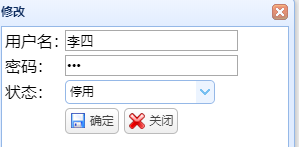 修改
用户名: 李四
密码: •••
状态: 停用
确定 关闭